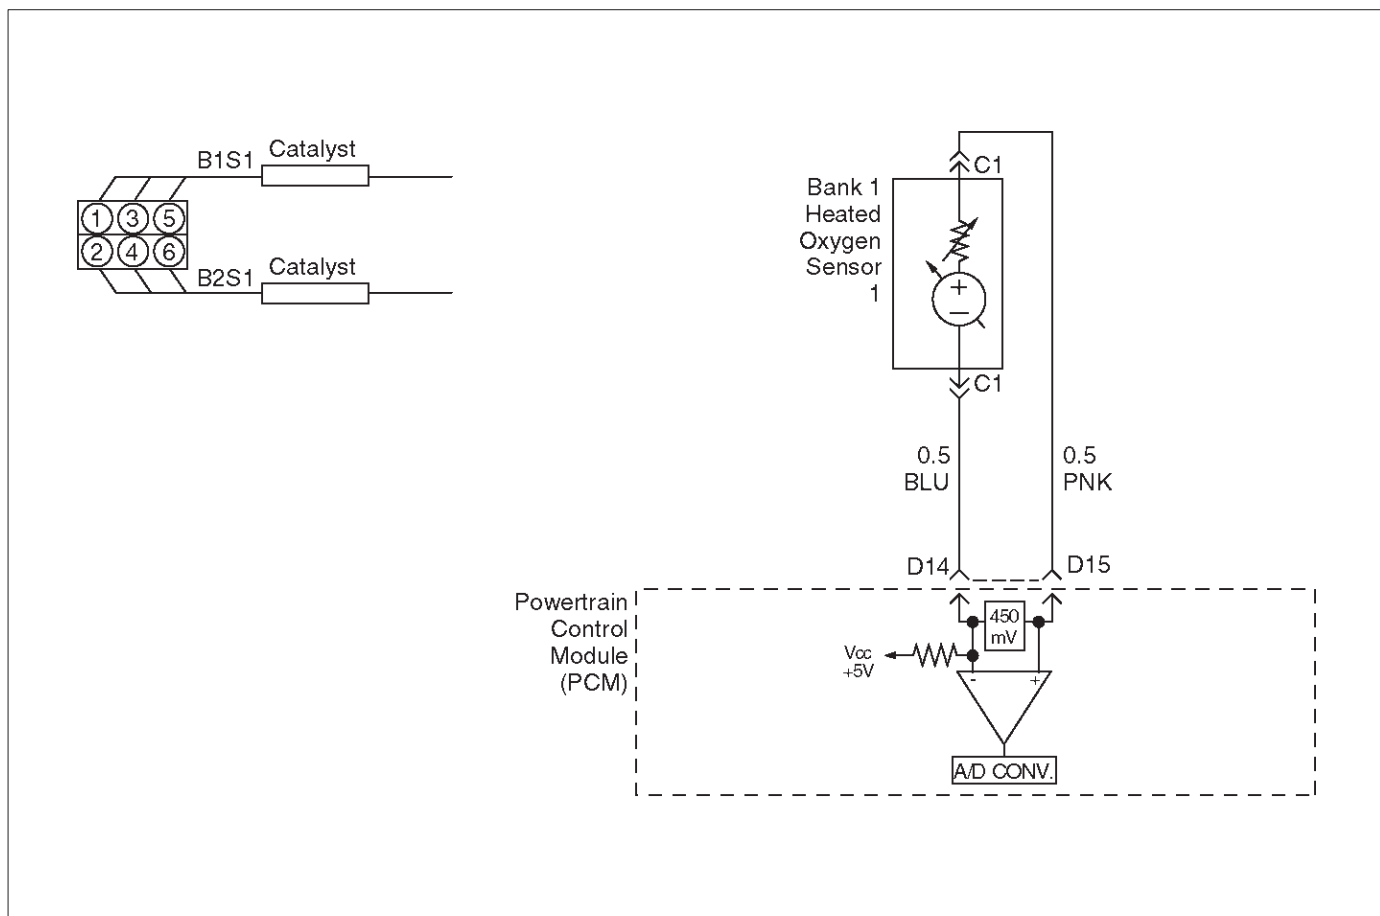 B1S1
Catalyst
1 3 5
2 4 6
B2S1
Catalyst
C1
Bank 1
Heated
Oxygen
Sensor
1
+
–
C1
0.5
BLU
0.5
PNK
D14
D15
Powertrain
Control
Module
(PCM)
450
mV
Vcc
+5V
- +
A/D CONV.